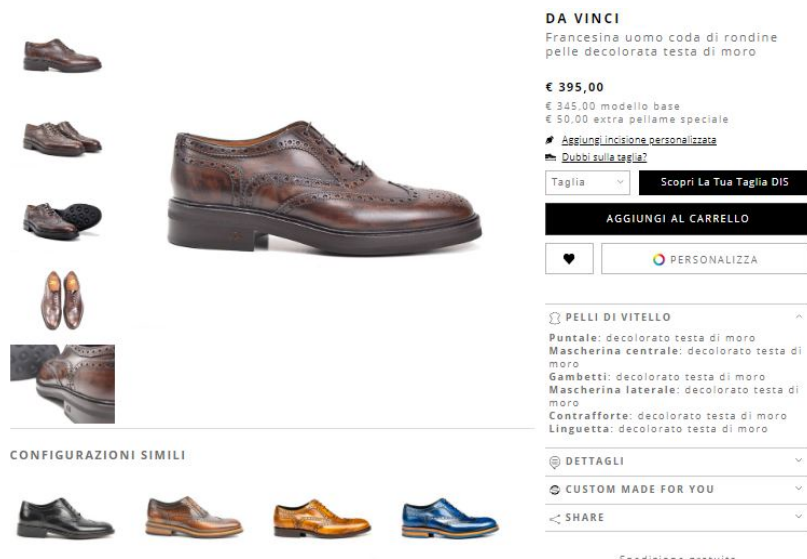 DA VINCI
Francesina uomo coda di rondine
pelle decolorata testa di moro
€ 395,00
€ 345,00 modello base
€ 50,00 extra pellame speciale
Aggiungi incisione personalizzata
Dubbi sulla taglia?
Taglia
Scopri La Tua Taglia DIS
AGGIUNGI AL CARRELLO
PERSONALIZZA
PELLI DI VITELLO
Puntale: decolorato testa di moro
Mascherina centrale: decolorato testa di
moro
Gambetti: decolorato testa di moro
Mascherina laterale: decolorato testa di
moro
Contrafforte: decolorato testa di moro
Linguetta: decolorato testa di moro
CONFIGURAZIONI SIMILI
DETTAGLI
CUSTOM MADE FOR YOU
SHARE
Spedizione gratuita